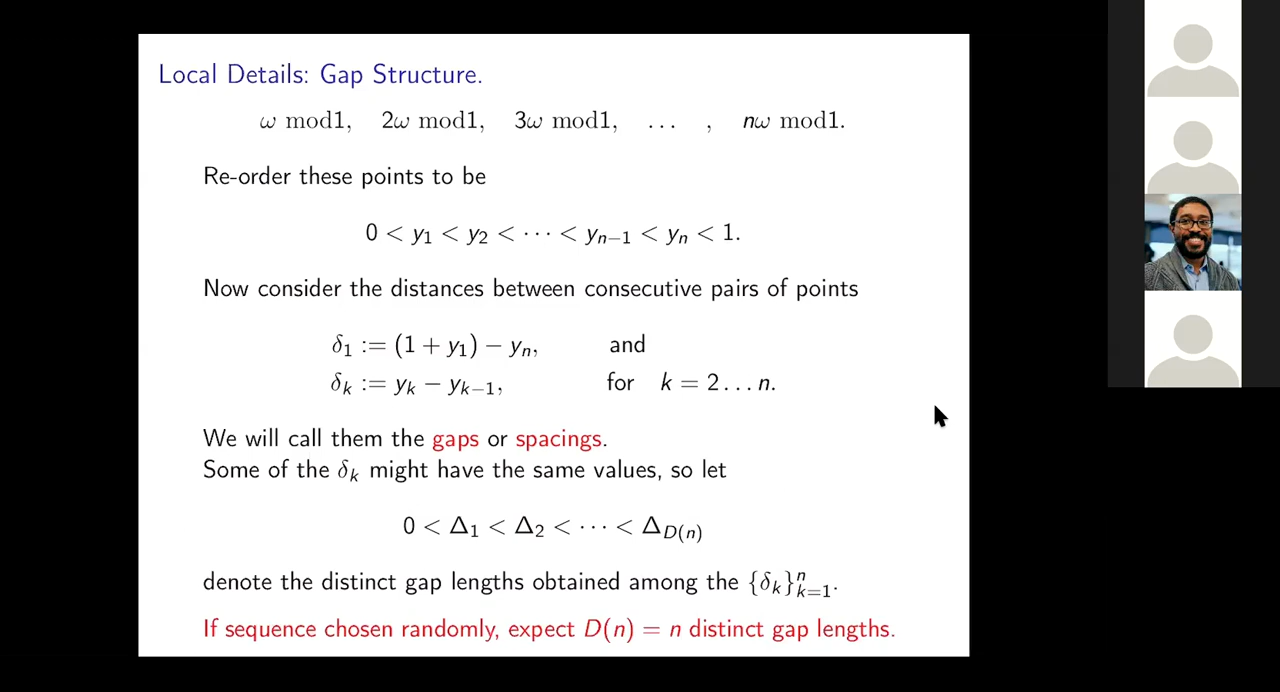 Local Details: Gap Structure.
ω mod1, 2ω mod1, 3ω mod1, ... , nω mod1.
Re-order these points to be
0 < y₁ < y₂ < ··· < yₙ₋₁ < yₙ < 1.
Now consider the distances between consecutive pairs of points
δ₁ := (1 + y₁) − yₙ, and
δₖ := yₖ − yₖ₋₁, for k = 2 ... n.
We will call them the gaps or spacings.
Some of the δₖ might have the same values, so let
0 < Δ₁ < Δ₂ < ··· < Δ_{D(n)}
denote the distinct gap lengths obtained among the {δₖ}ⁿₖ₌₁.
If sequence chosen randomly, expect D(n) = n distinct gap lengths.